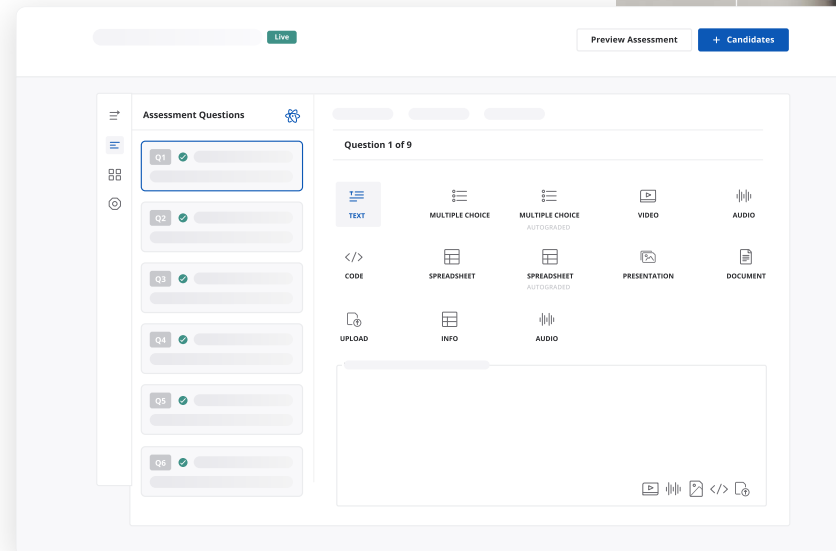 Live
Preview Assessment
+ Candidates
Assessment Questions
Q1
Q2
Q3
Q4
Q5
Q6
Question 1 of 9
TEXT
MULTIPLE CHOICE
MULTIPLE CHOICE
AUTOGRADED
VIDEO
AUDIO
CODE
SPREADSHEET
SPREADSHEET
AUTOGRADED
PRESENTATION
DOCUMENT
UPLOAD
INFO
AUDIO